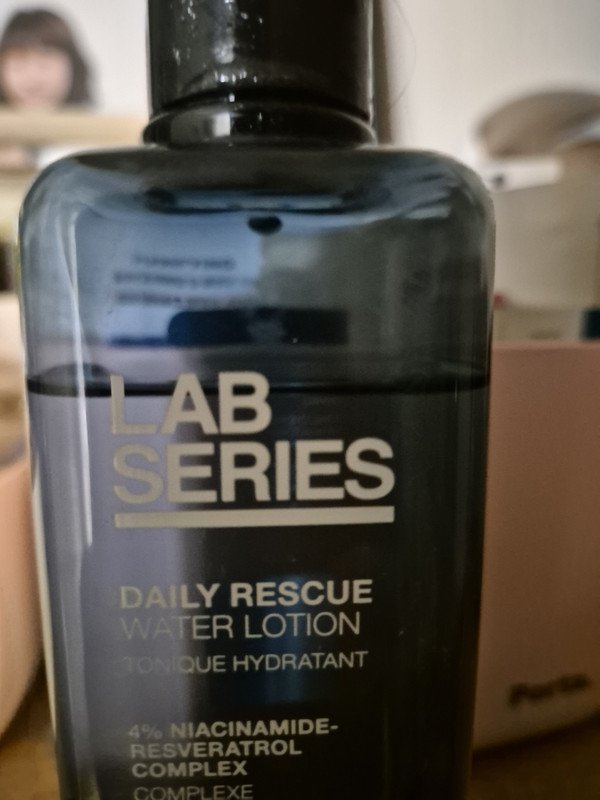 LAB
SERIES
DAILY RESCUE
WATER LOTION
TONIQUE HYDRATANT
4% NIACINAMIDE-
RESVERATROL
COMPLEX
COMPLEXE